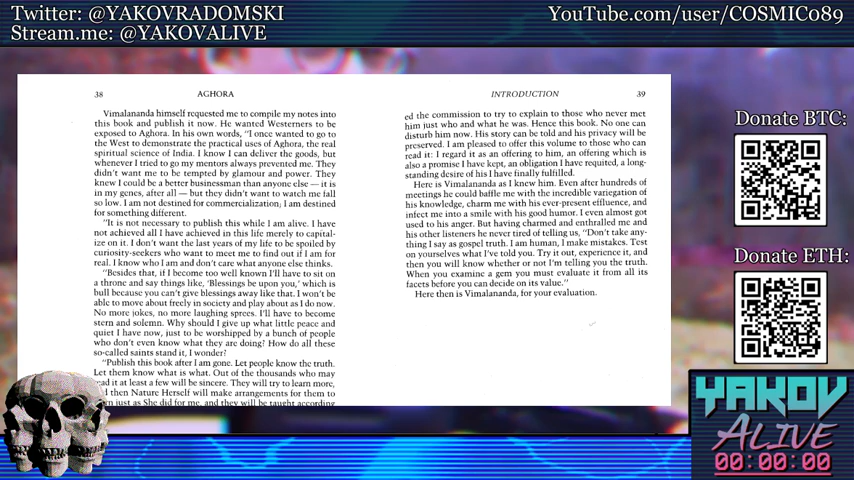 Twitter: @YAKOVRADOMSKI
Stream.me: @YAKOVALIVE
YouTube.com/user/COSMIC089
38
AGHORA
Vimalananda himself requested me to compile my notes into
this book and publish it now. He wanted Westerners to be
exposed to Aghora. In his own words, “I once wanted to go to
the West to demonstrate the practical uses of Aghora, the real
spiritual science of India. I know I can deliver the goods, but
whenever I tried to go my mentors always prevented me. They
didn’t want me to be tempted by glamour and power. They
knew I could be a better businessman than anyone else — it is
in my genes, after all — but they didn’t want to watch me fall
so low. I am not destined for commercialization; I am destined
for something different.
“It is not necessary to publish this while I am alive. I have
not achieved all I have achieved in this life merely to capital-
ize on it. I don’t want the last years of my life to be spoiled by
curiosity-seekers who want to meet me to find out if I am for
real. I know who I am and don’t care what anyone else thinks.
“Besides that, if I become too well known I’ll have to sit on
a throne and say things like, ‘Blessings be upon you,’ which is
bull because you can’t give blessings away like that. I won’t be
able to move about freely in society and play about as I do now.
No more jokes, no more laughing sprees. I’ll have to become
stern and solemn. Why should I give up what little peace and
quiet I have now, just to be worshipped by a bunch of people
who don’t even know what they are doing? How do all these
so-called saints stand it, I wonder?
“Publish this book after I am gone. Let people know the truth.
Let them know what is what. Out of the thousands who may
ead it at least a few will be sincere. They will try to learn more,
d then Nature Herself will make arrangements for them to
just as She did for me, and they will be taught according
INTRODUCTION
39
ed the commission to try to explain to those who never met
him just who and what he was. Hence this book. No one can
disturb him now. His story can be told and his privacy will be
preserved. I am pleased to offer this volume to those who can
read it: I regard it as an offering to him, an offering which is
also a promise I have kept, an obligation I have requited, a long-
standing desire of his I have finally fulfilled.
Here is Vimalananda as I knew him. Even after hundreds of
meetings he could baffle me with the incredible variegation of
his knowledge, charm me with his ever-present effluence, and
infect me into a smile with his good humor. I even almost got
used to his anger. But having charmed and enthralled me and
his other listeners he never tired of telling us, “Don’t take any-
thing I say as gospel truth. I am human, I make mistakes. Test
on yourselves what I’ve told you. Try it out, experience it, and
then you will know whether or not I’m telling you the truth.
When you examine a gem you must evaluate it from all its
facets before you can decide on its value.”
Here then is Vimalananda, for your evaluation.
Donate BTC:
Donate ETH:
YAKOV
ALIVE
00:00:00